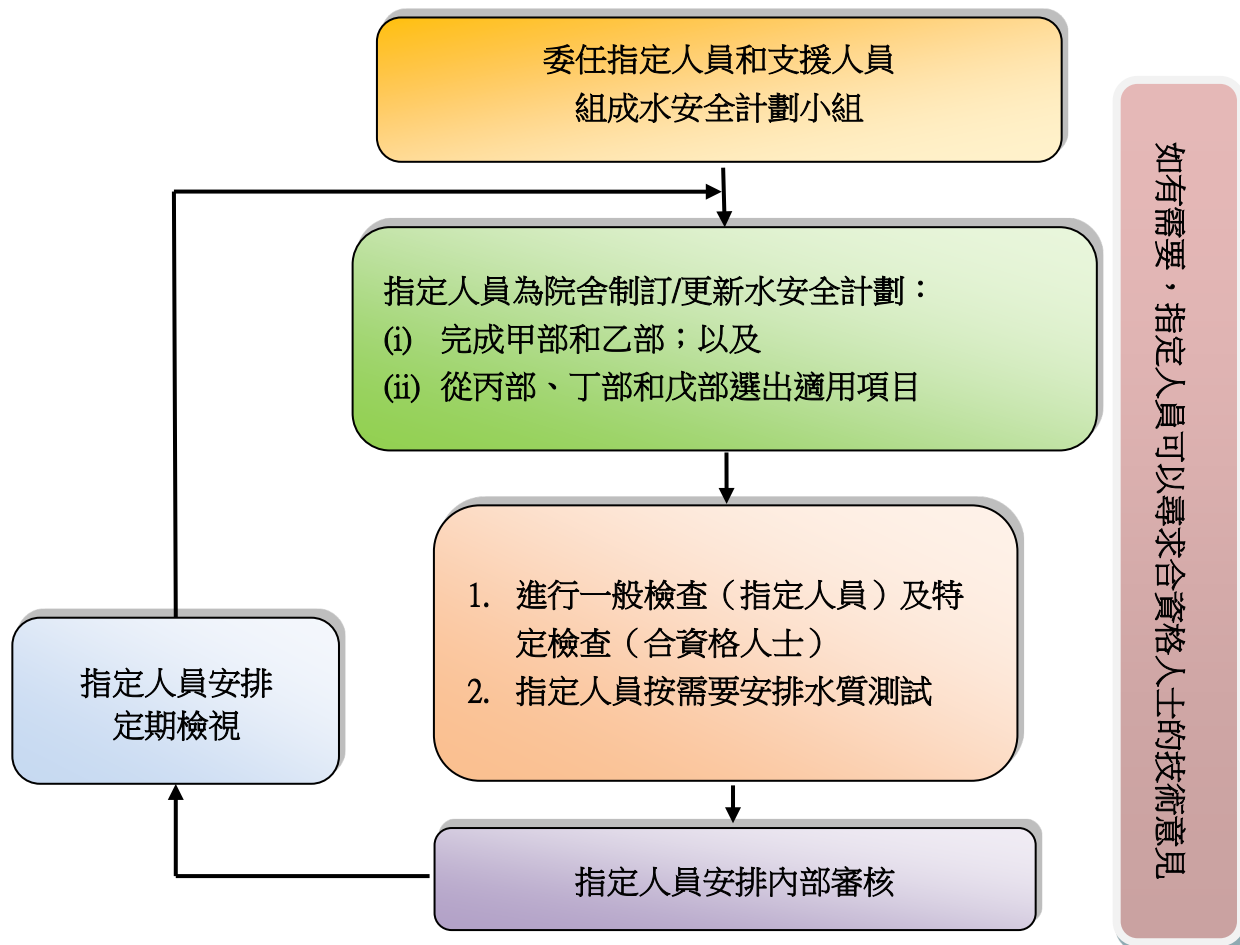 委任指定人員和支援人員
組成水安全計劃小組
指定人員為院舍制訂/更新水安全計劃：
(i) 完成甲部和乙部；以及
(ii) 從丙部、丁部和戊部選出適用項目
1. 進行一般檢查（指定人員）及特
定檢查（合資格人士）
2. 指定人員按需要安排水質測試
指定人員安排
定期檢視
指定人員安排內部審核
如有需要，指定人員可以尋求合資格人士的技術意見